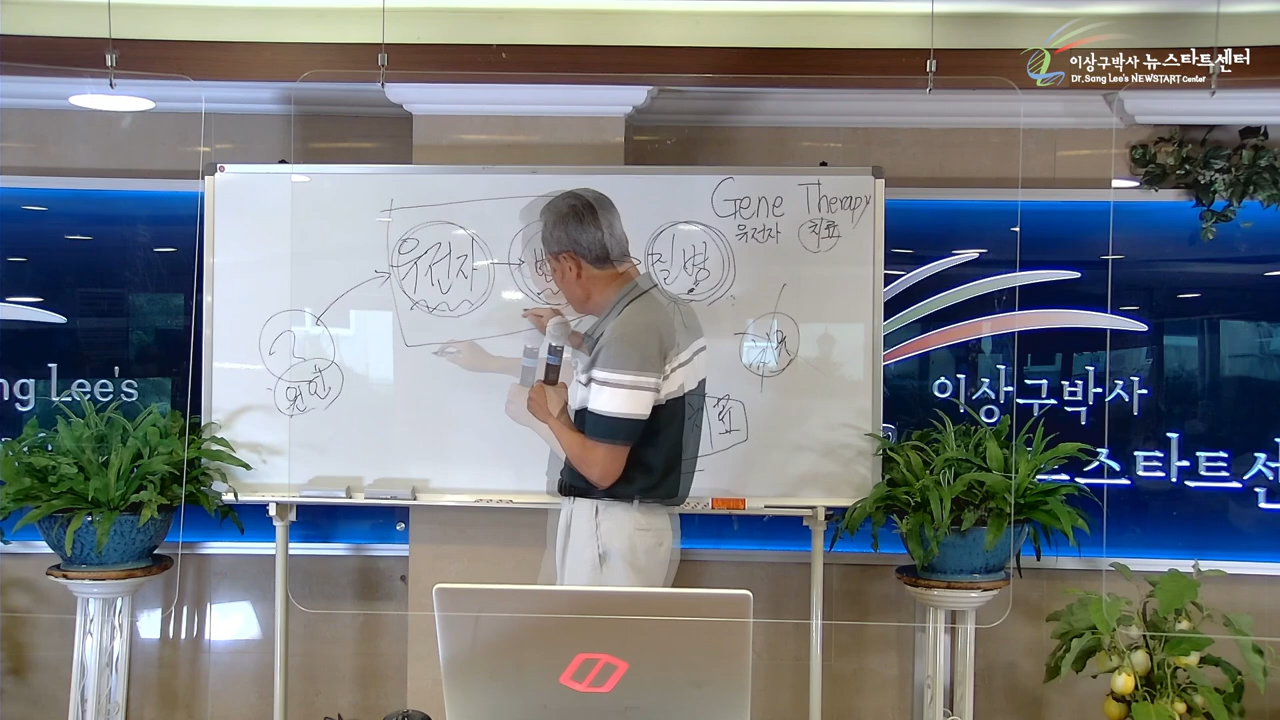 이상구박사 뉴스타트센터
Dr. Sang Lee's NEWSTART Center
Gene Therapy
유전자 치료
유전자
질병
원인
ng Lee's
이상구박사
뉴스타트센